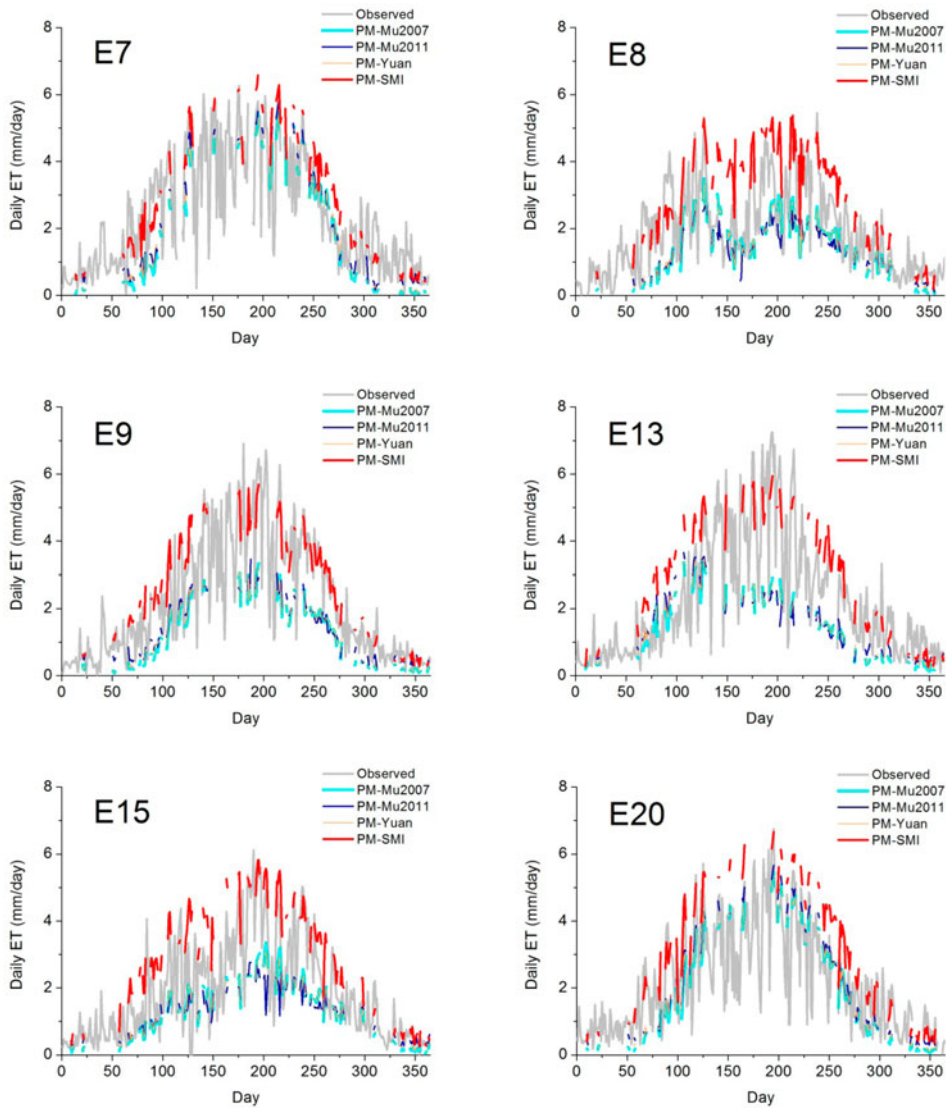 E7
Observed
PM-Mu2007
PM-Mu2011
PM-Yuan
PM-SMI
Daily ET (mm/day)
8
6
4
2
0
0 50 100 150 200 250 300 350
Day
E8
Observed
PM-Mu2007
PM-Mu2011
PM-Yuan
PM-SMI
Daily ET (mm/day)
8
6
4
2
0
0 50 100 150 200 250 300 350
Day
E9
Observed
PM-Mu2007
PM-Mu2011
PM-Yuan
PM-SMI
Daily ET (mm/day)
8
6
4
2
0
0 50 100 150 200 250 300 350
Day
E13
Observed
PM-Mu2007
PM-Mu2011
PM-Yuan
PM-SMI
Daily ET (mm/day)
8
6
4
2
0
0 50 100 150 200 250 300 350
Day
E15
Observed
PM-Mu2007
PM-Mu2011
PM-Yuan
PM-SMI
Daily ET (mm/day)
8
6
4
2
0
0 50 100 150 200 250 300 350
Day
E20
Observed
PM-Mu2007
PM-Mu2011
PM-Yuan
PM-SMI
Daily ET (mm/day)
8
6
4
2
0
0 50 100 150 200 250 300 350
Day